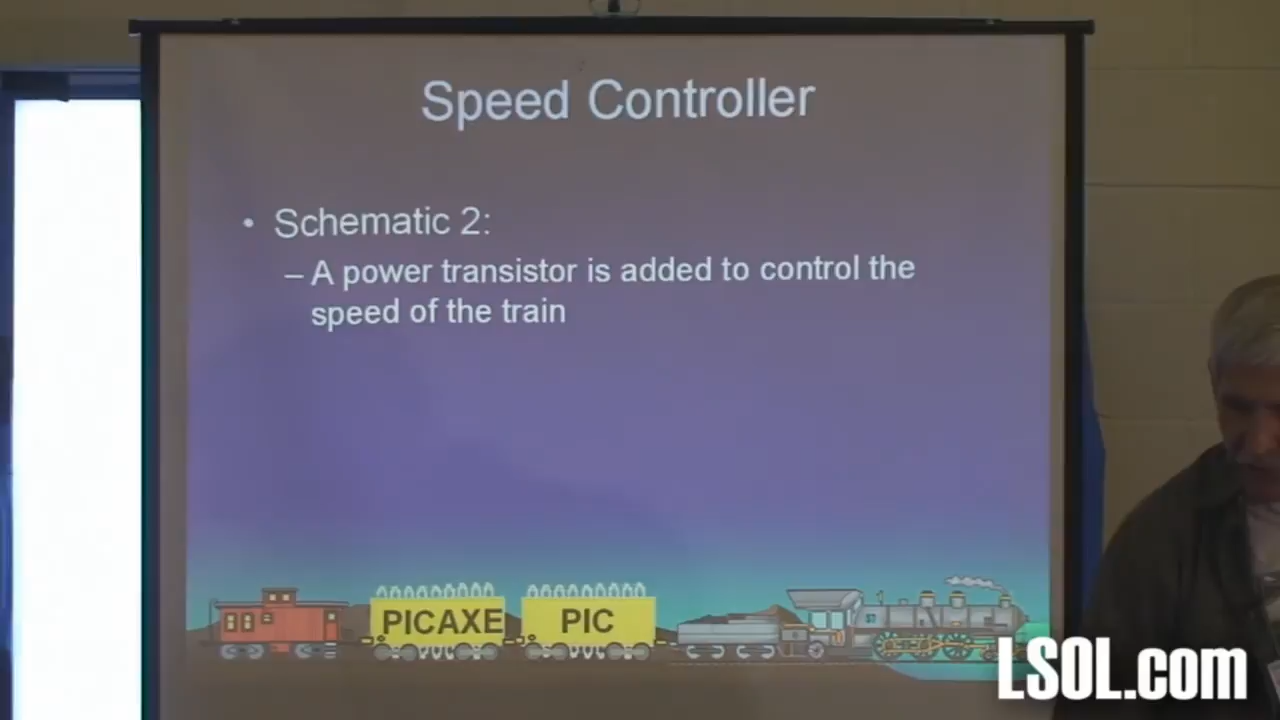 Speed Controller
• Schematic 2:
– A power transistor is added to control the
speed of the train
PICAXE PIC
LSOL.com